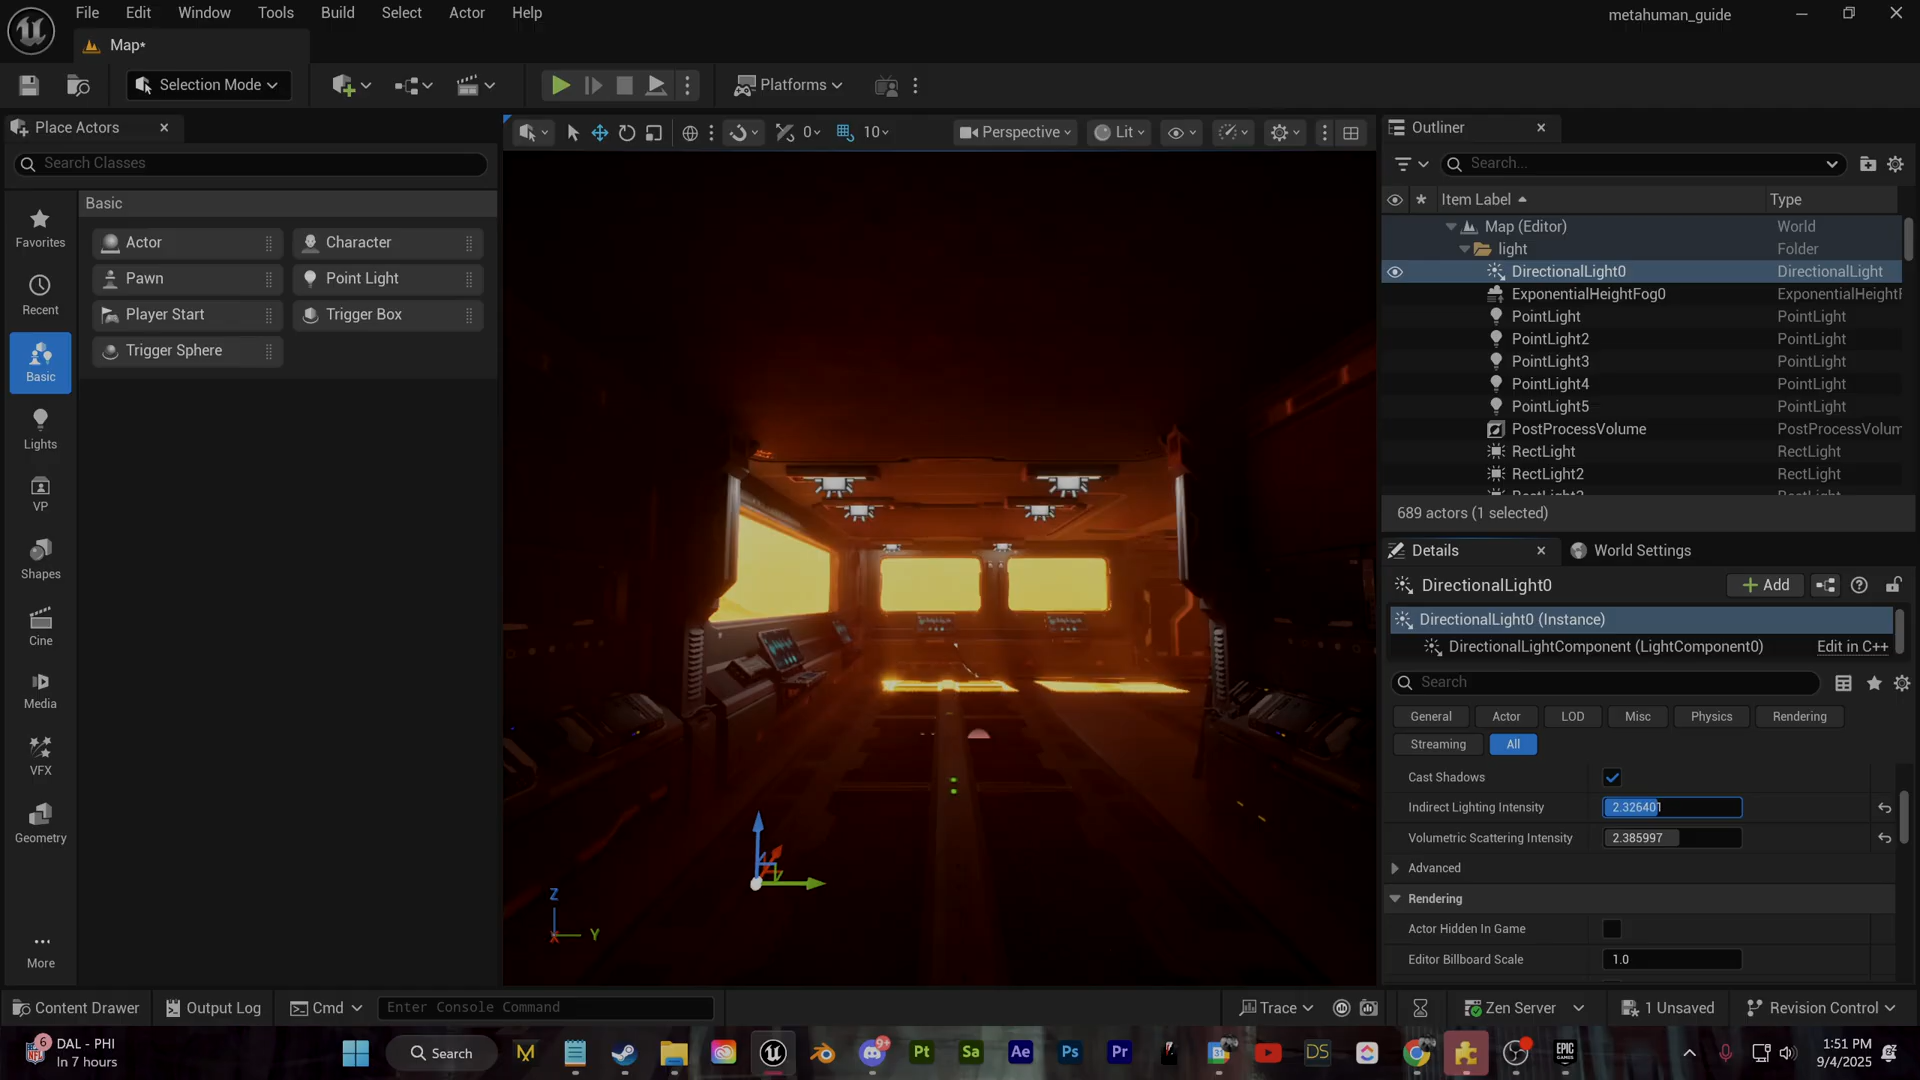 File Edit Window Tools Build Select Actor Help
metahuman_guide
Map*
Selection Mode
Platforms
Place Actors
Search Classes
Basic
Favorites
Recent
Basic
Lights
VP
Shapes
Cine
Media
VFX
Geometry
More
Actor
Character
Pawn
Point Light
Player Start
Trigger Box
Trigger Sphere
0
10
Perspective
Lit
Z
X
Y
Outliner
Search...
Item Label
Type
Map (Editor) World
light Folder
DirectionalLight0 DirectionalLight
ExponentialHeightFog0 ExponentialHeightF
PointLight PointLight
PointLight2 PointLight
PointLight3 PointLight
PointLight4 PointLight
PointLight5 PointLight
PostProcessVolume PostProcessVolum
RectLight RectLight
RectLight2 RectLight
689 actors (1 selected)
Details
World Settings
DirectionalLight0
Add
DirectionalLight0 (Instance)
DirectionalLightComponent (LightComponent0) Edit in C++
Search
General Actor LOD Misc Physics Rendering
Streaming All
Cast Shadows
Indirect Lighting Intensity 2.326401
Volumetric Scattering Intensity 2.385997
Advanced
Rendering
Actor Hidden In Game
Editor Billboard Scale 1.0
Content Drawer
Output Log
Cmd
Enter Console Command
Trace
Zen Server
1 Unsaved
Revision Control
6
DAL - PHI
In 7 hours
Search
9+
Pt
Sa
Ae
Ps
Pr
DS
EPIC
GAMES
1:51 PM
9/4/2025